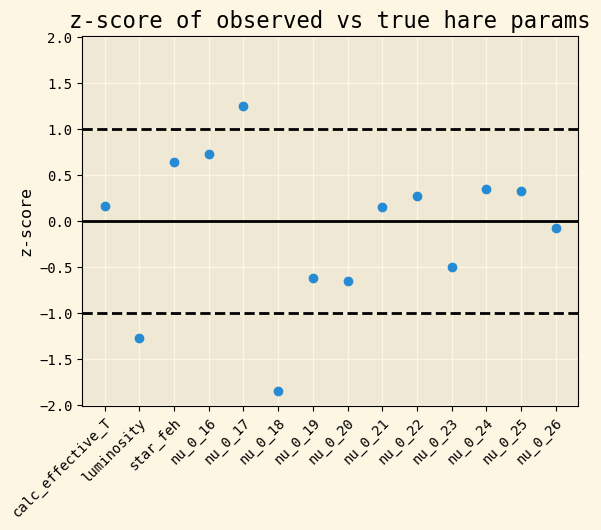 z-score of observed vs true hare params
z-score
2.0
1.5
1.0
0.5
0.0
−0.5
−1.0
−1.5
−2.0
calc_effective_T
luminosity
star_feh
nu_0_16
nu_0_17
nu_0_18
nu_0_19
nu_0_20
nu_0_21
nu_0_22
nu_0_23
nu_0_24
nu_0_25
nu_0_26